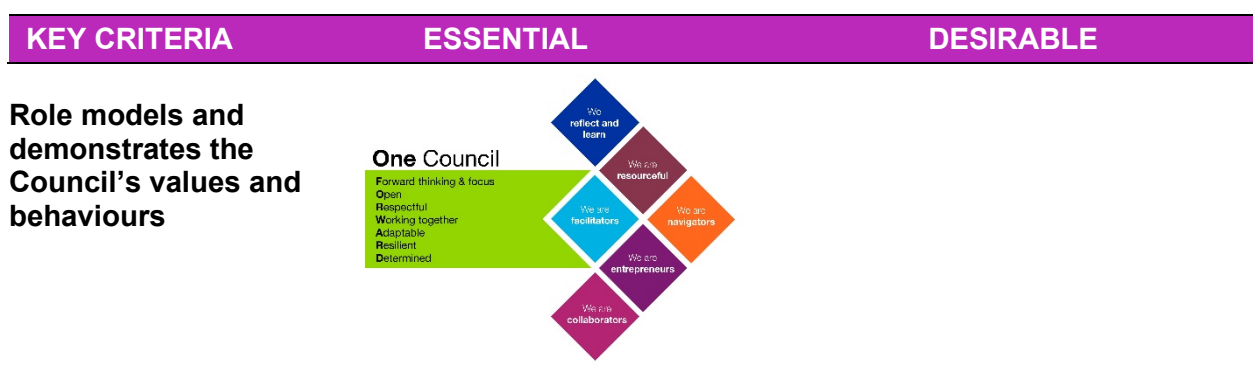 KEY CRITERIA ESSENTIAL DESIRABLE
Role models and
demonstrates the
Council's values and
behaviours
One Council
Forward thinking & focus
Open
Respectful
Working together
Adaptable
Resilient
Determined
We
reflect and
learn
We are
resourceful
We are
facilitators
We are
navigators
We are
entrepreneurs
We are
collaborators